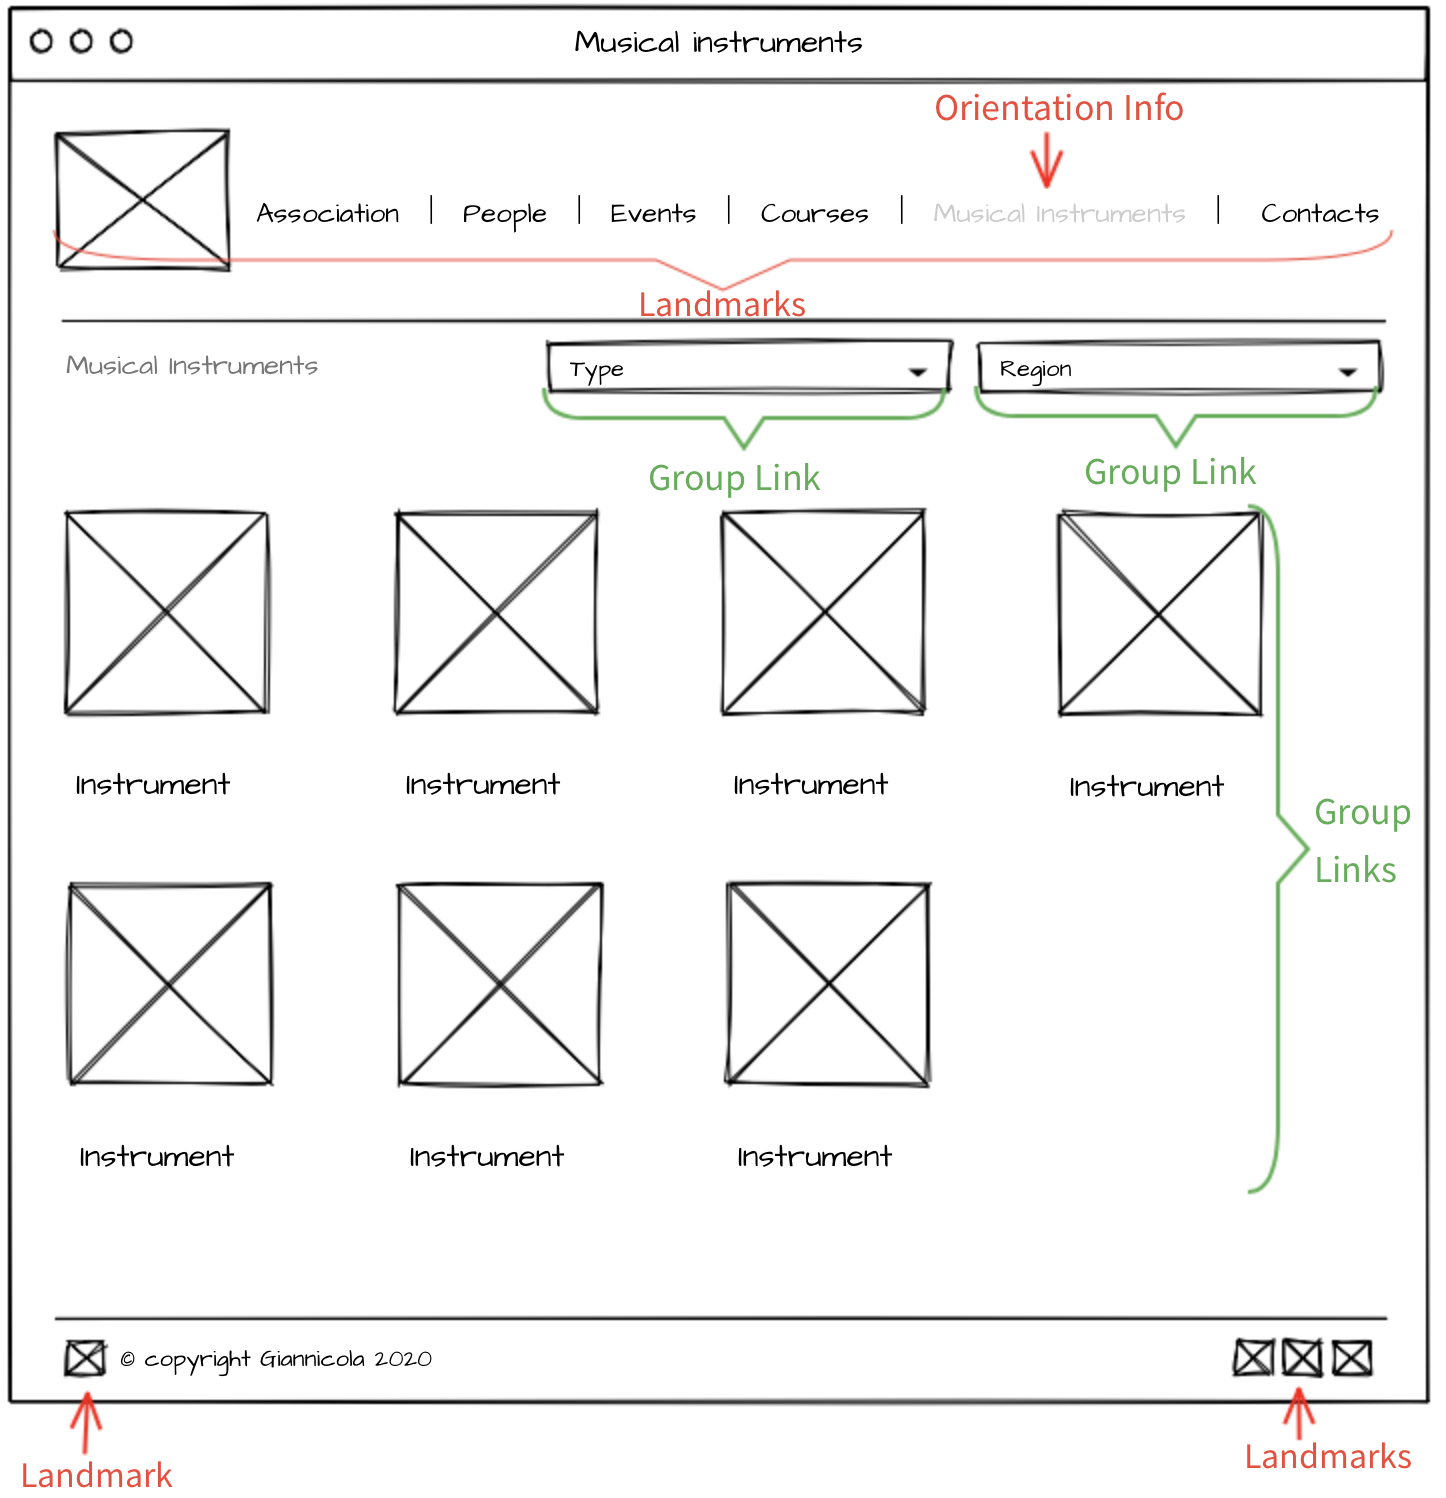 Musical instruments
Orientation Info
Association | People | Events | Courses | Musical Instruments | Contacts
Landmarks
Musical Instruments
Type
Region
Group Link
Group Link
Instrument
Instrument
Instrument
Instrument
Group
Links
Instrument
Instrument
Instrument
© copyright Giannicola 2020
Landmark
Landmarks